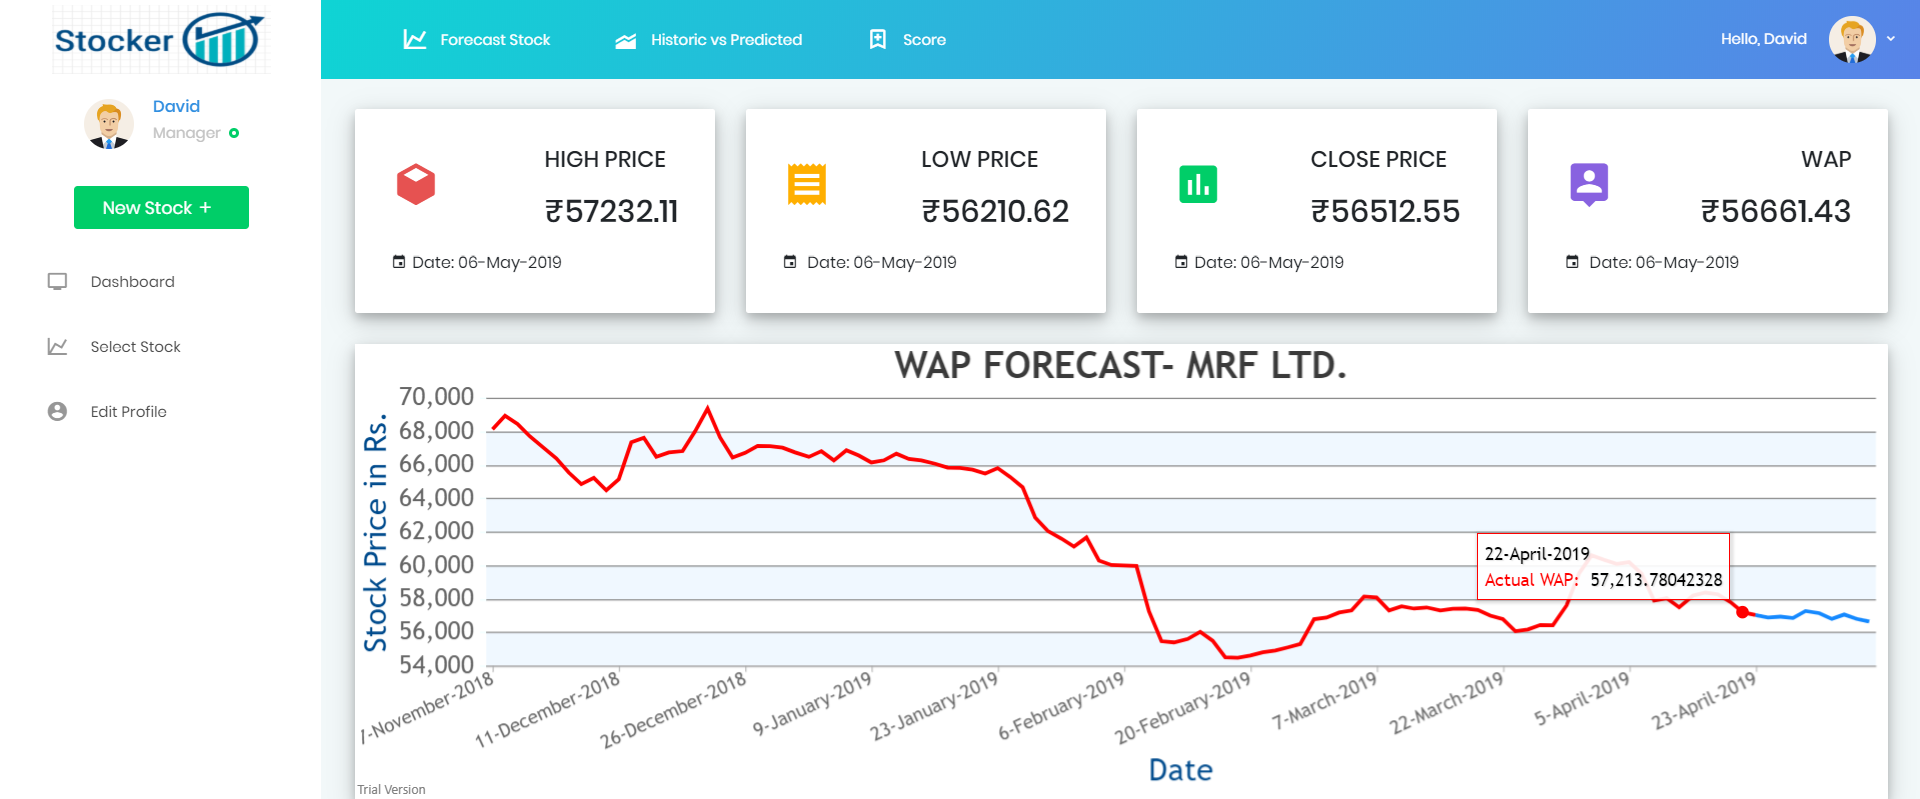 Stocker
David
Manager
New Stock +
Dashboard
Select Stock
Edit Profile
Forecast Stock
Historic vs Predicted
Score
Hello, David
HIGH PRICE
₹57232.11
Date: 06-May-2019
LOW PRICE
₹56210.62
Date: 06-May-2019
CLOSE PRICE
₹56512.55
Date: 06-May-2019
WAP
₹56661.43
Date: 06-May-2019
WAP FORECAST- MRF LTD.
Stock Price in Rs.
70,000
68,000
66,000
64,000
62,000
60,000
58,000
56,000
54,000
22-April-2019
Actual WAP: 57,213.78042328
-November-2018
11-December-2018
26-December-2018
9-January-2019
23-January-2019
6-February-2019
20-February-2019
7-March-2019
22-March-2019
5-April-2019
23-April-2019
Date
Trial Version